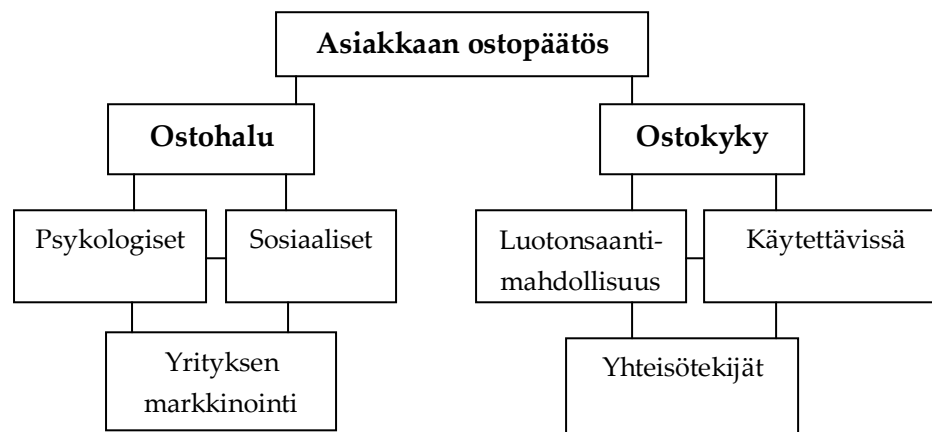 Asiakkaan ostopäätös
Ostohalu
Ostokyky
Psykologiset
Sosiaaliset
Luotonsaanti-
mahdollisuus
Käytettävissä
Yrityksen
markkinointi
Yhteisötekijät